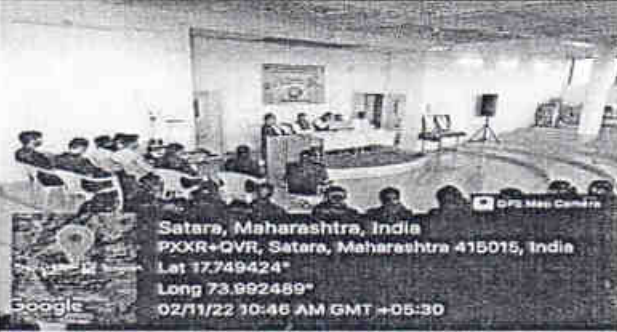 GPS Map Camera
Satara, Maharashtra, India
PXXR+QVR, Satara, Maharashtra 415015, India
Lat 17.749424°
Long 73.992489°
02/11/22 10:46 AM GMT +05:30
Google